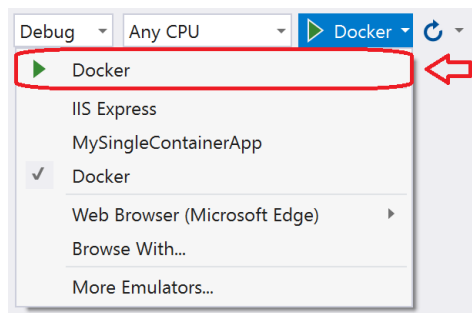 Debug Any CPU Docker
Docker
IIS Express
MySingleContainerApp
Docker
Web Browser (Microsoft Edge)
Browse With...
More Emulators...